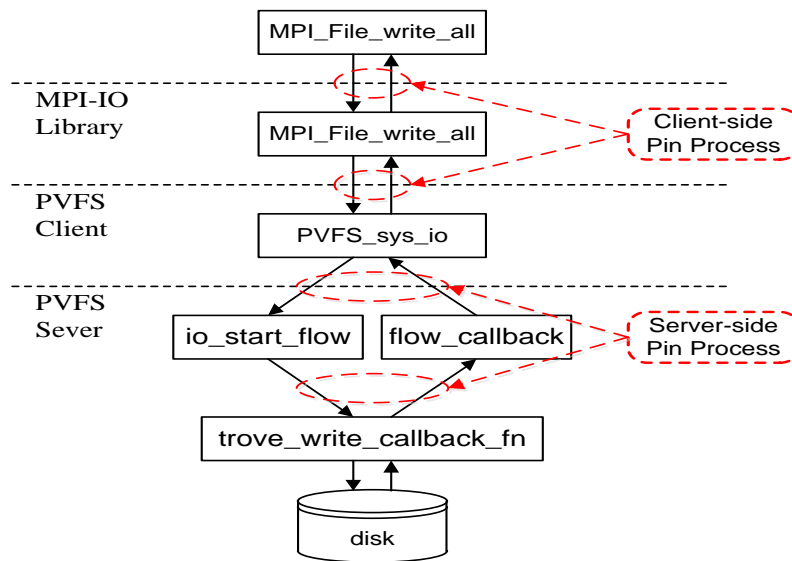 MPI_File_write_all
MPI-IO
Library
MPI_File_write_all
Client-side
Pin Process
PVFS
Client
PVFS_sys_io
PVFS
Sever
io_start_flow
flow_callback
Server-side
Pin Process
trove_write_callback_fn
disk